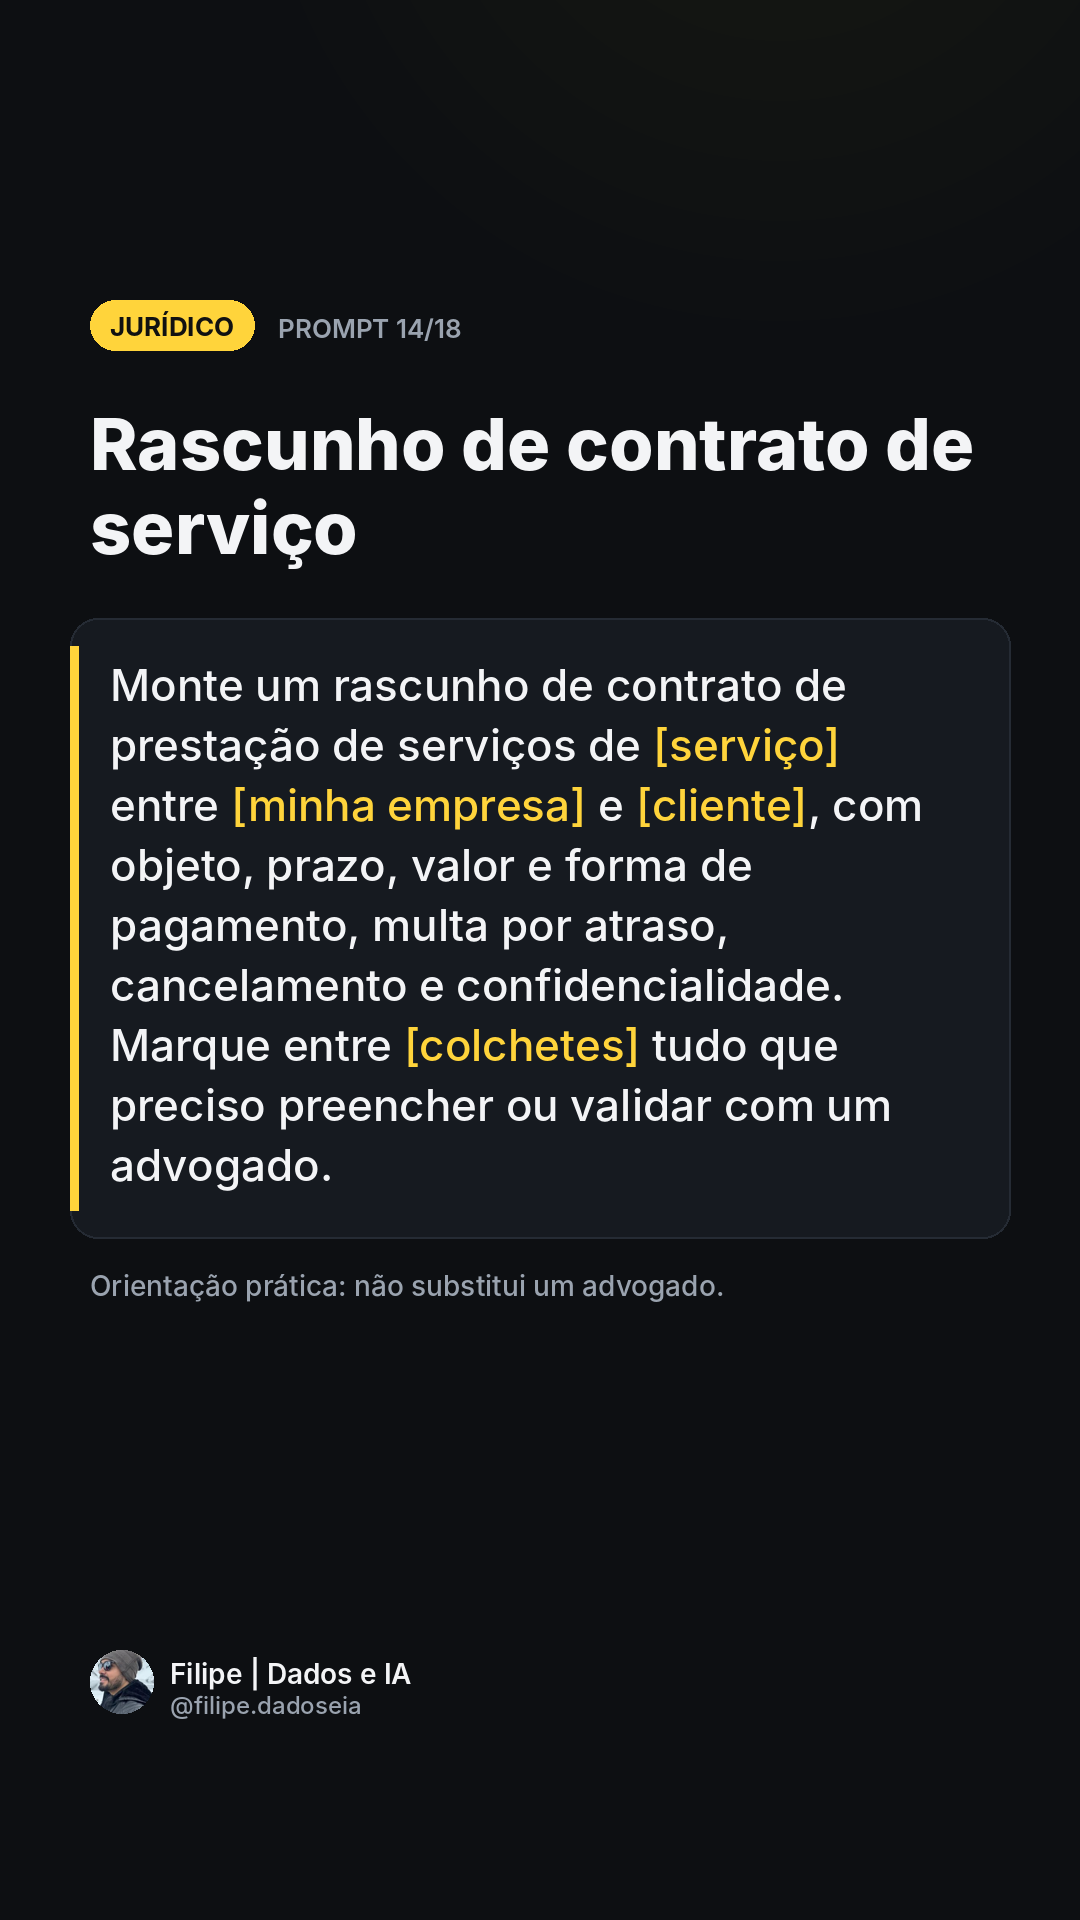 JURÍDICO PROMPT 14/18
Rascunho de contrato de
serviço
Monte um rascunho de contrato de
prestação de serviços de [serviço]
entre [minha empresa] e [cliente], com
objeto, prazo, valor e forma de
pagamento, multa por atraso,
cancelamento e confidencialidade.
Marque entre [colchetes] tudo que
preciso preencher ou validar com um
advogado.
Orientação prática: não substitui um advogado.
Filipe | Dados e IA
@filipe.dadoseia